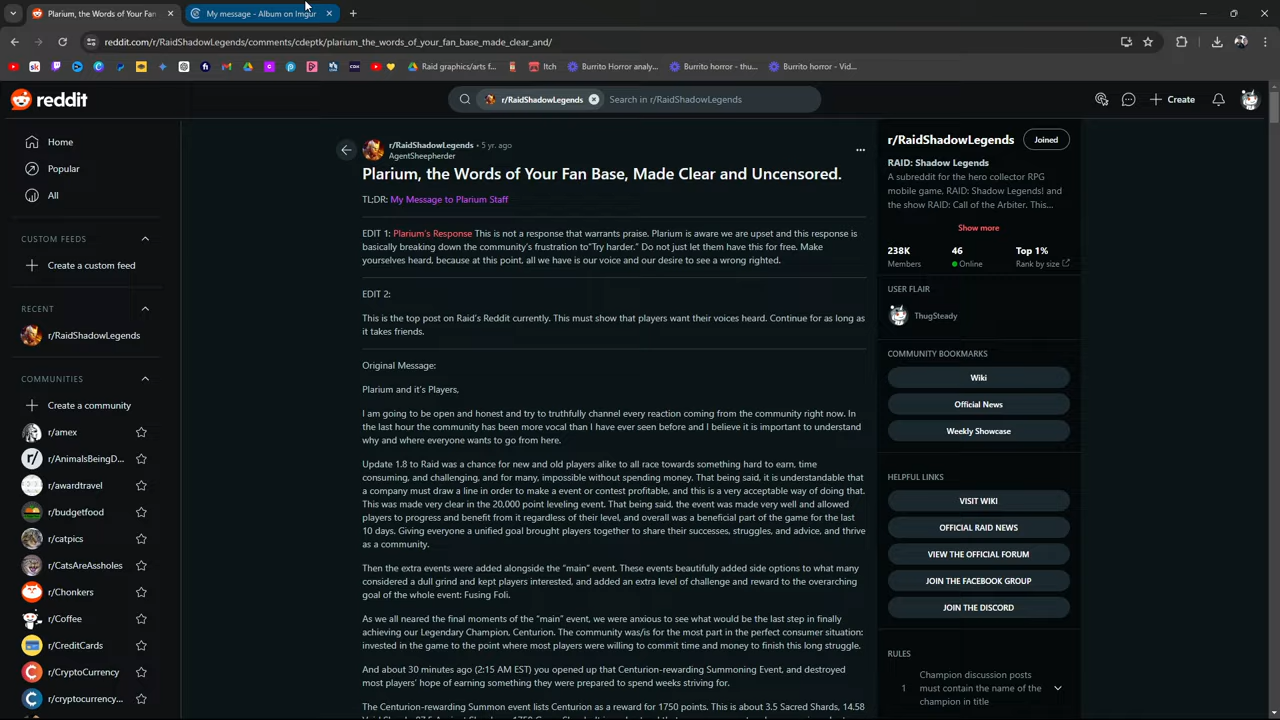 Plarium, the Words of Your Fan
My message - Album on Imgur
reddit.com/r/RaidShadowLegends/comments/cdeptk/plarium_the_words_of_your_fan_base_made_clear_and/
Raid graphics/arts f...
Itch
Burrito Horror analy...
Burrito horror - thu...
Burrito horror - Vid...
reddit
r/RaidShadowLegends
Search in r/RaidShadowLegends
Create
Home
Popular
All
CUSTOM FEEDS
Create a custom feed
RECENT
r/RaidShadowLegends
COMMUNITIES
Create a community
r/amex
r/AnimalsBeingD...
r/awardtravel
r/budgetfood
r/catpics
r/CatsAreAssholes
r/Chonkers
r/Coffee
r/CreditCards
r/CryptoCurrency
r/cryptocurrency...
r/RaidShadowLegends • 5 yr. ago
AgentSheepherder
Plarium, the Words of Your Fan Base, Made Clear and Uncensored.
TL;DR: My Message to Plarium Staff
EDIT 1: Plarium's Response This is not a response that warrants praise. Plarium is aware we are upset and this response is
basically breaking down the community's frustration to"Try harder." Do not just let them have this for free. Make
yourselves heard, because at this point, all we have is our voice and our desire to see a wrong righted.
EDIT 2:
This is the top post on Raid's Reddit currently. This must show that players want their voices heard. Continue for as long as
it takes friends.
Original Message:
Plarium and it's Players,
I am going to be open and honest and try to truthfully channel every reaction coming from the community right now. In
the last hour the community has been more vocal than I have ever seen before and I believe it is important to understand
why and where everyone wants to go from here.
Update 1.8 to Raid was a chance for new and old players alike to all race towards something hard to earn, time
consuming, and challenging, and for many, impossible without spending money. That being said, it is understandable that
a company must draw a line in order to make a event or contest profitable, and this is a very acceptable way of doing that.
This was made very clear in the 20,000 point leveling event. That being said, the event was made very well and allowed
players to progress and benefit from it regardless of their level, and overall was a beneficial part of the game for the last
10 days. Giving everyone a unified goal brought players together to share their successes, struggles, and advice, and thrive
as a community.
Then the extra events were added alongside the "main" event. These events beautifully added side options to what many
considered a dull grind and kept players interested, and added an extra level of challenge and reward to the overarching
goal of the whole event: Fusing Foli.
As we all neared the final moments of the "main" event, we were anxious to see what would be the last step in finally
achieving our Legendary Champion, Centurion. The community was/is for the most part in the perfect consumer situation:
invested in the game to the point where most players were willing to commit time and money to finish this long struggle.
And about 30 minutes ago (2:15 AM EST) you opened up that Centurion-rewarding Summoning Event, and destroyed
most players' hope of earning something they were prepared to spend weeks striving for.
The Centurion-rewarding Summon event lists Centurion as a reward for 1750 points. This is about 3.5 Sacred Shards, 14.58
r/RaidShadowLegends
Joined
RAID: Shadow Legends
A subreddit for the hero collector RPG
mobile game, RAID: Shadow Legends! and
the show RAID: Call of the Arbiter. This...
Show more
238K
Members
46
Online
Top 1%
Rank by size
USER FLAIR
ThugSteady
COMMUNITY BOOKMARKS
Wiki
Official News
Weekly Showcase
HELPFUL LINKS
VISIT WIKI
OFFICIAL RAID NEWS
VIEW THE OFFICIAL FORUM
JOIN THE FACEBOOK GROUP
JOIN THE DISCORD
RULES
1
Champion discussion posts
must contain the name of the
champion in title